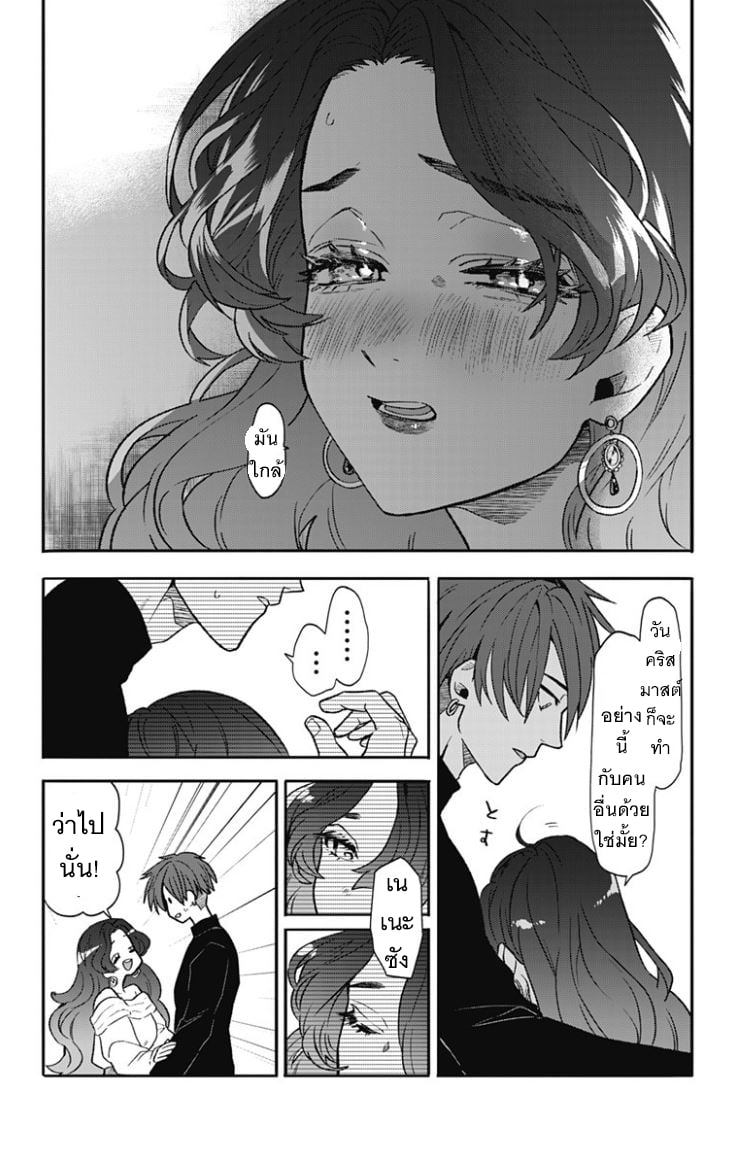 มัน
ใกล้
วัน
คริส
มาสต์
ก็จะ
ทำ
อย่าง
นี้
กับคน
อื่นด้วย
ใช่มั้ย?
とす
……
……
เน
เนะ
ซัง
ว่าไป
นั่น!